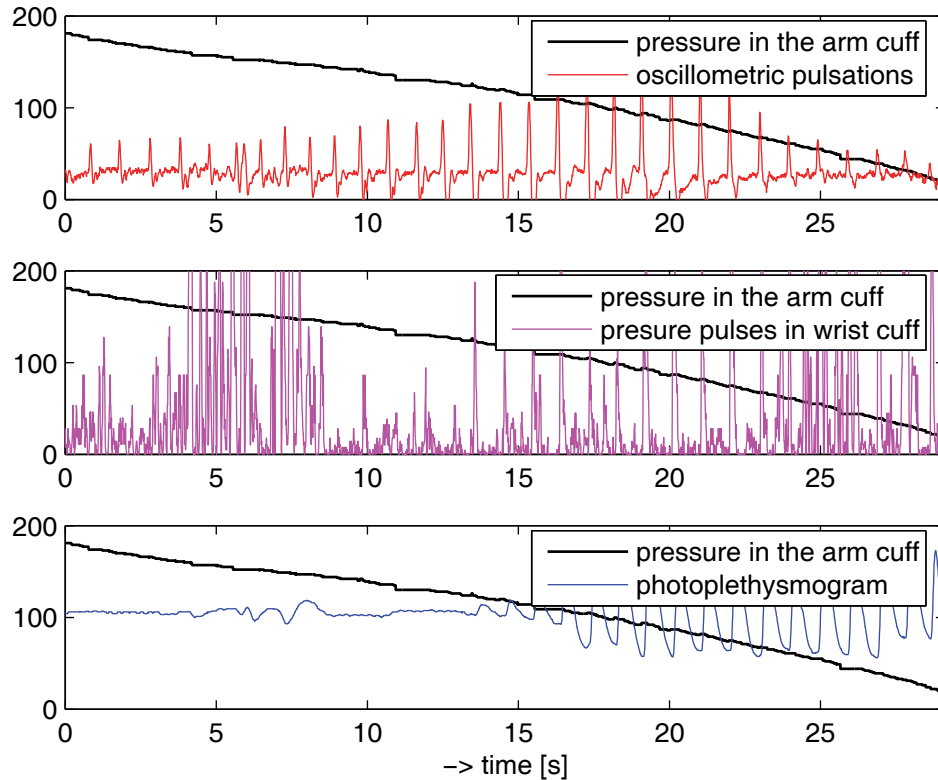 200
pressure in the arm cuff
oscillometric pulsations
100
0
0 5 10 15 20 25
200
pressure in the arm cuff
presure pulses in wrist cuff
100
0
0 5 10 15 20 25
200
pressure in the arm cuff
photoplethysmogram
100
0
0 5 10 15 20 25
−> time [s]